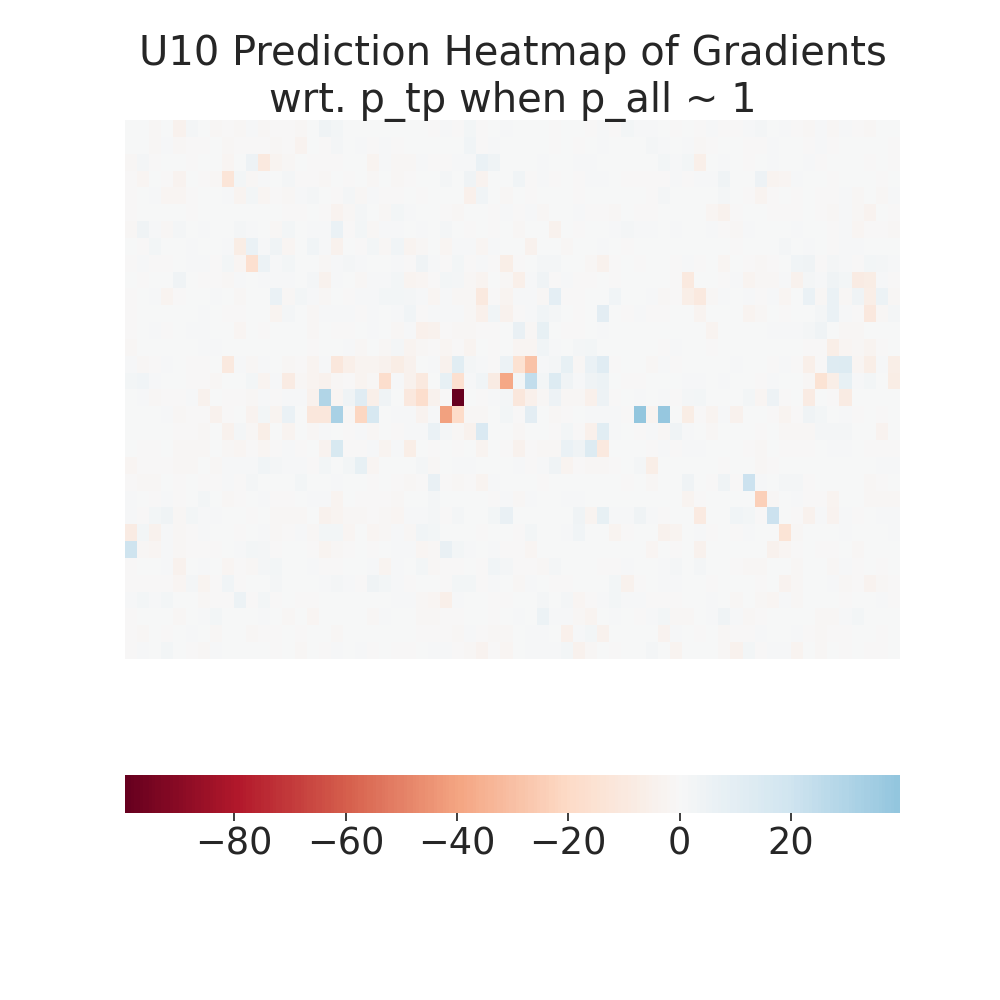 U10 Prediction Heatmap of Gradients
wrt. p_tp when p_all ~ 1
−80 −60 −40 −20 0 20